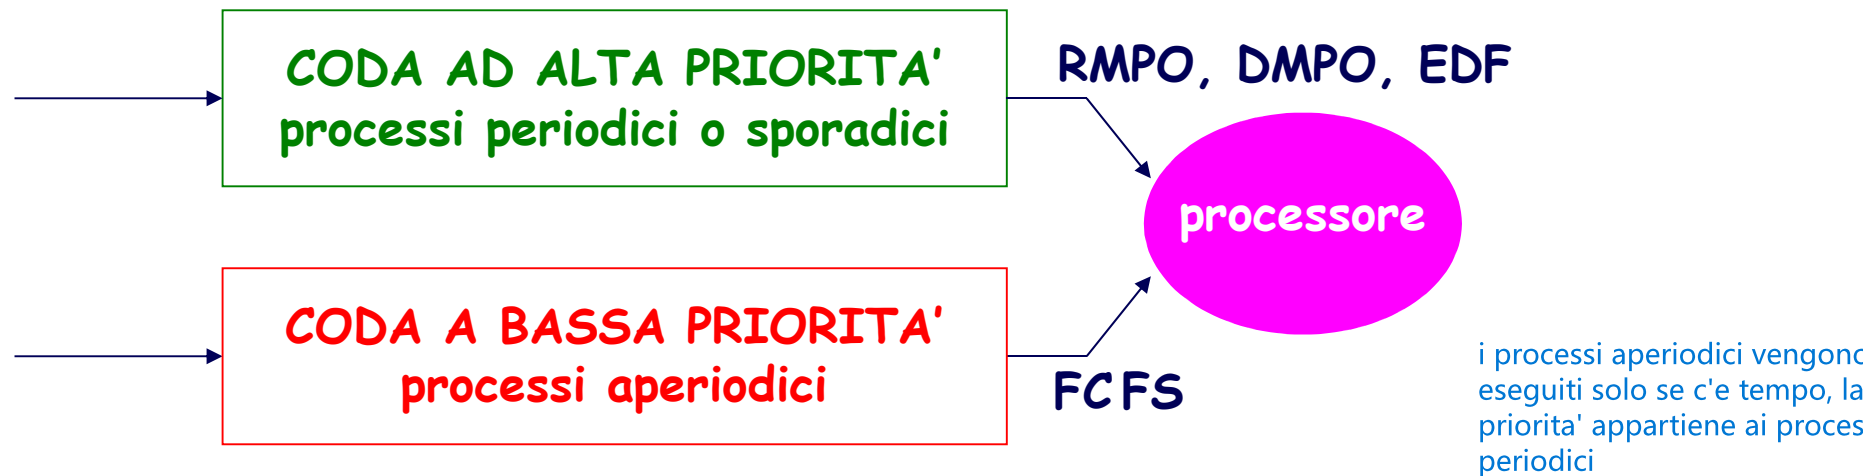 CODA AD ALTA PRIORITA'
processi periodici o sporadici
RMPO, DMPO, EDF
processore
CODA A BASSA PRIORITA'
processi aperiodici
FCFS
i processi aperiodici vengono
eseguiti solo se c'e tempo, la
priorita' appartiene ai
periodici